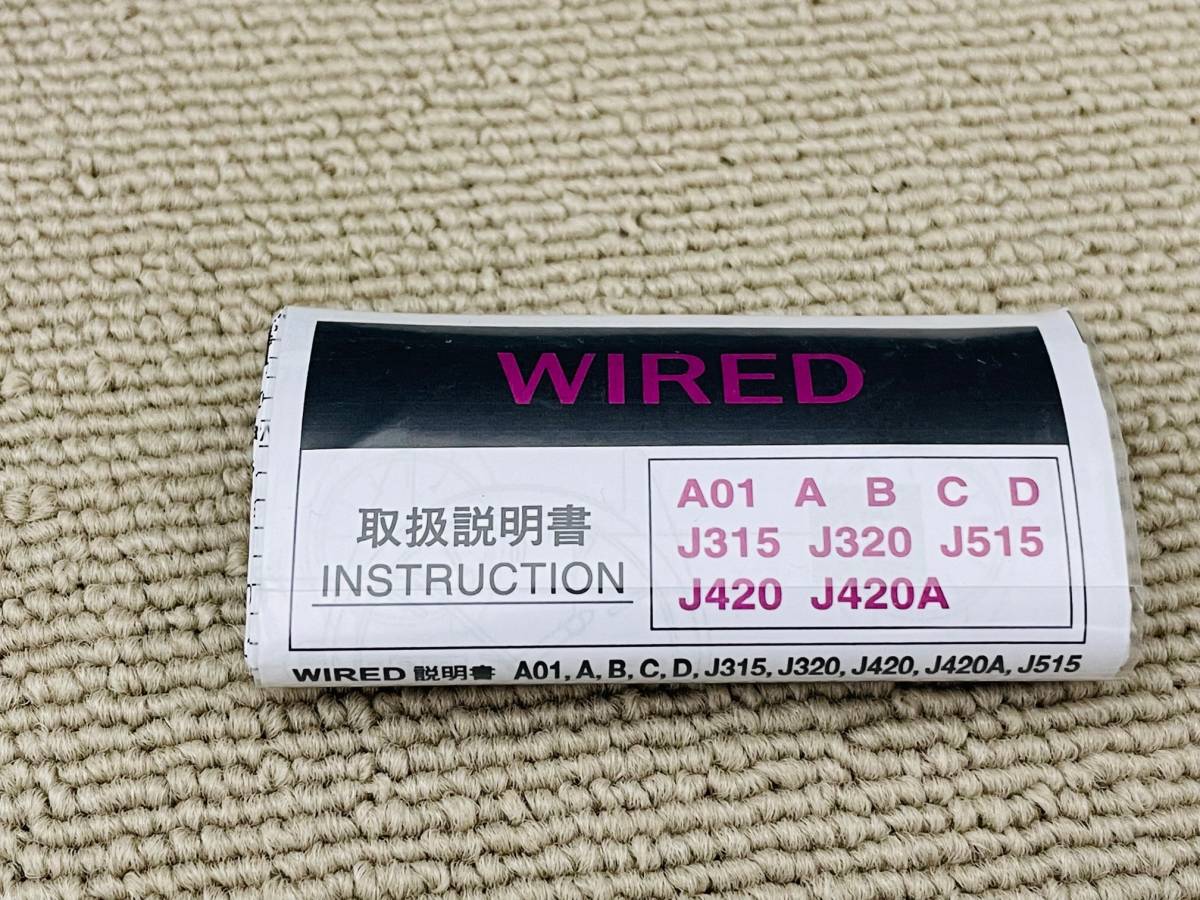 WIRED
取扱説明書
INSTRUCTION
A01 A B C D
J315 J320 J515
J420 J420A
WIRED 説明書 A01, A, B, C, D, J315, J320, J420, J420A, J515